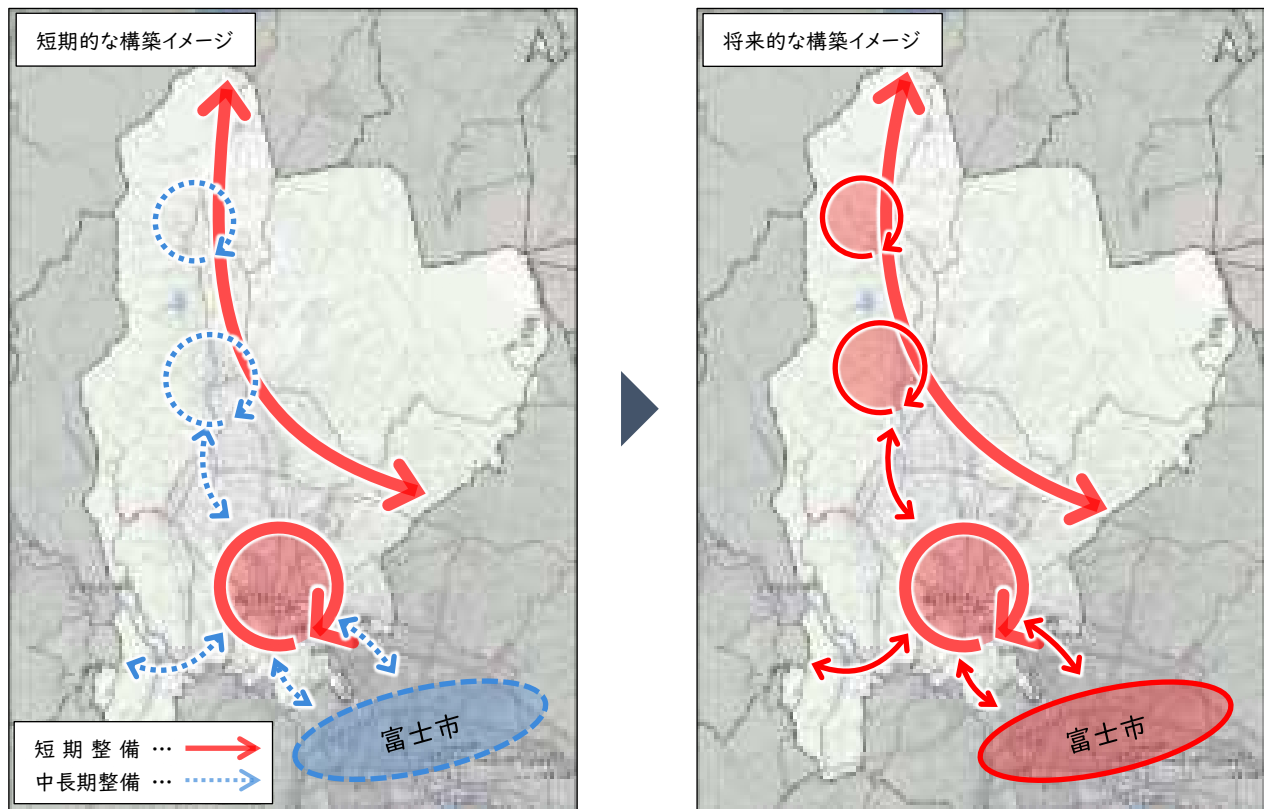 短期的な構築イメージ
富士市
短期整備 …
中長期整備 …
将来的な構築イメージ
富士市